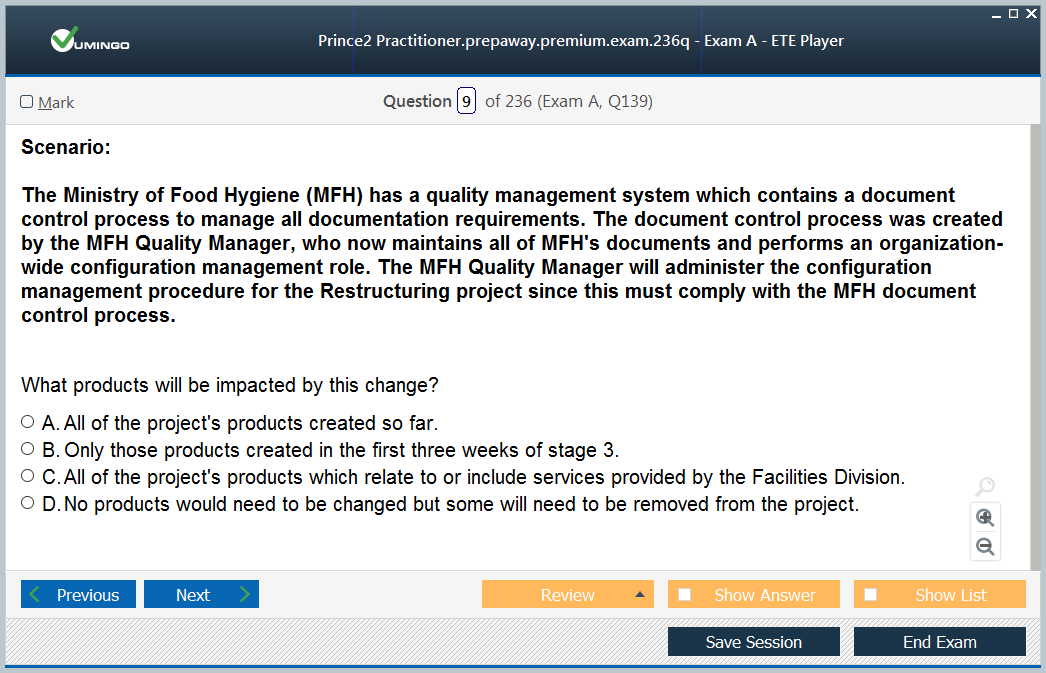 VUMINGO
Prince2 Practitioner.prepaway.premium.exam.236q - Exam A - ETE Player
Mark
Question 9 of 236 (Exam A, Q139)
Scenario:
The Ministry of Food Hygiene (MFH) has a quality management system which contains a document
control process to manage all documentation requirements. The document control process was created
by the MFH Quality Manager, who now maintains all of MFH's documents and performs an organization-
wide configuration management role. The MFH Quality Manager will administer the configuration
management procedure for the Restructuring project since this must comply with the MFH document
control process.
What products will be impacted by this change?
A. All of the project's products created so far.
B. Only those products created in the first three weeks of stage 3.
C. All of the project's products which relate to or include services provided by the Facilities Division.
D. No products would need to be changed but some will need to be removed from the project.
Previous
Next
Review
Show Answer
Show List
Save Session
End Exam